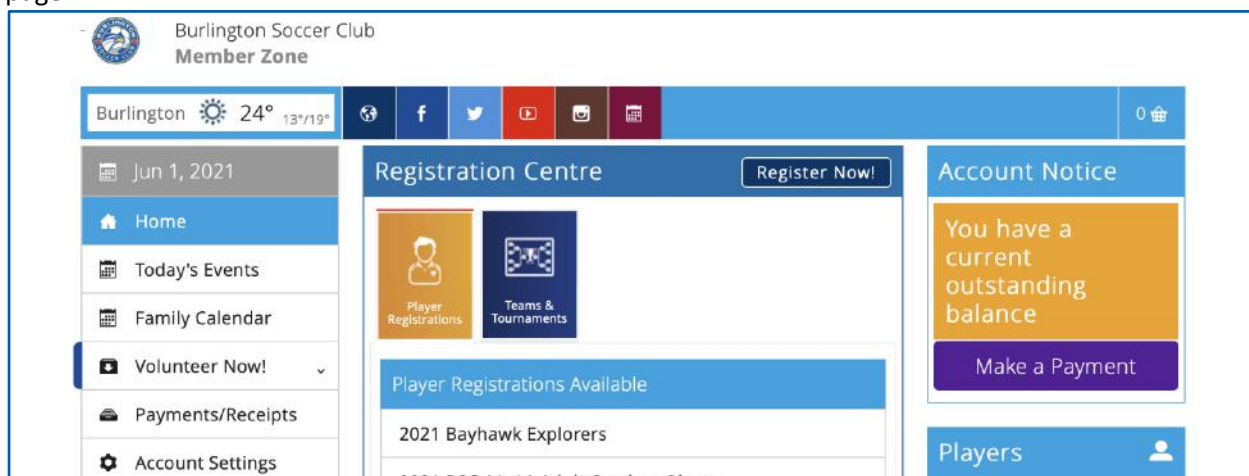 Burlington Soccer Club
Member Zone
Burlington 24° 13°/19°
0
Jun 1, 2021
Home
Today's Events
Family Calendar
Volunteer Now!
Payments/Receipts
Account Settings
Registration Centre
Register Now!
Player
Registrations
Teams &
Tournaments
Player Registrations Available
2021 Bayhawk Explorers
Account Notice
You have a
current
outstanding
balance
Make a Payment
Players